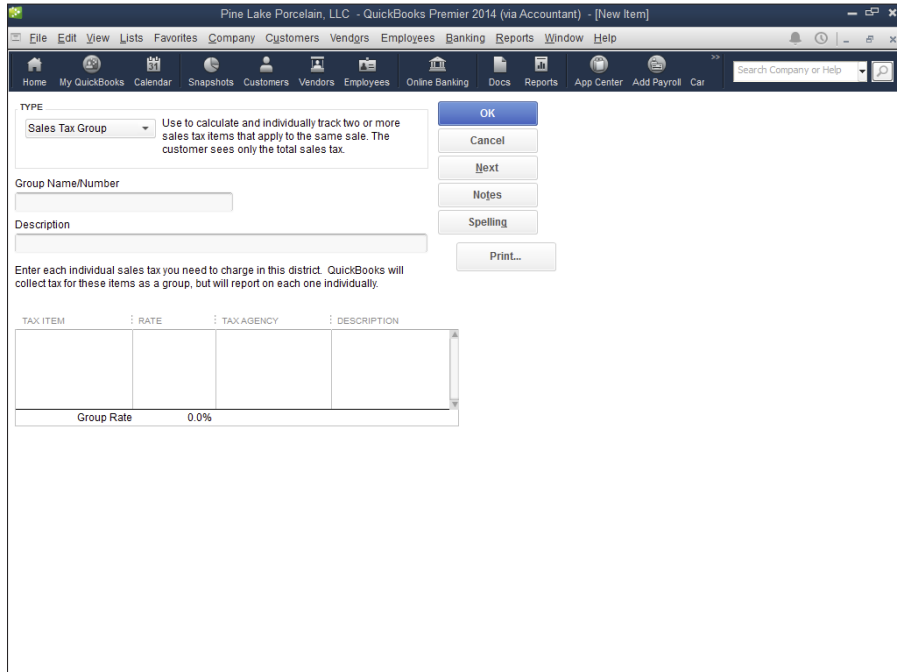 Pine Lake Porcelain, LLC - QuickBooks Premier 2014 (via Accountant) - [New Item]
File Edit View Lists Favorites Company Customers Vendors Employees Banking Reports Window Help
31
Home My QuickBooks Calendar Snapshots Customers Vendors Employees Online Banking Docs Reports App Center Add Payroll Car
Search Company or Help
TYPE
Sales Tax Group
Use to calculate and individually track two or more
sales tax items that apply to the same sale. The
customer sees only the total sales tax.
OK
Cancel
Next
Notes
Spelling
Print...
Group Name/Number
Description
Enter each individual sales tax you need to charge in this district. QuickBooks will
collect tax for these items as a group, but will report on each one individually.
TAX ITEM RATE TAX AGENCY DESCRIPTION
Group Rate 0.0%